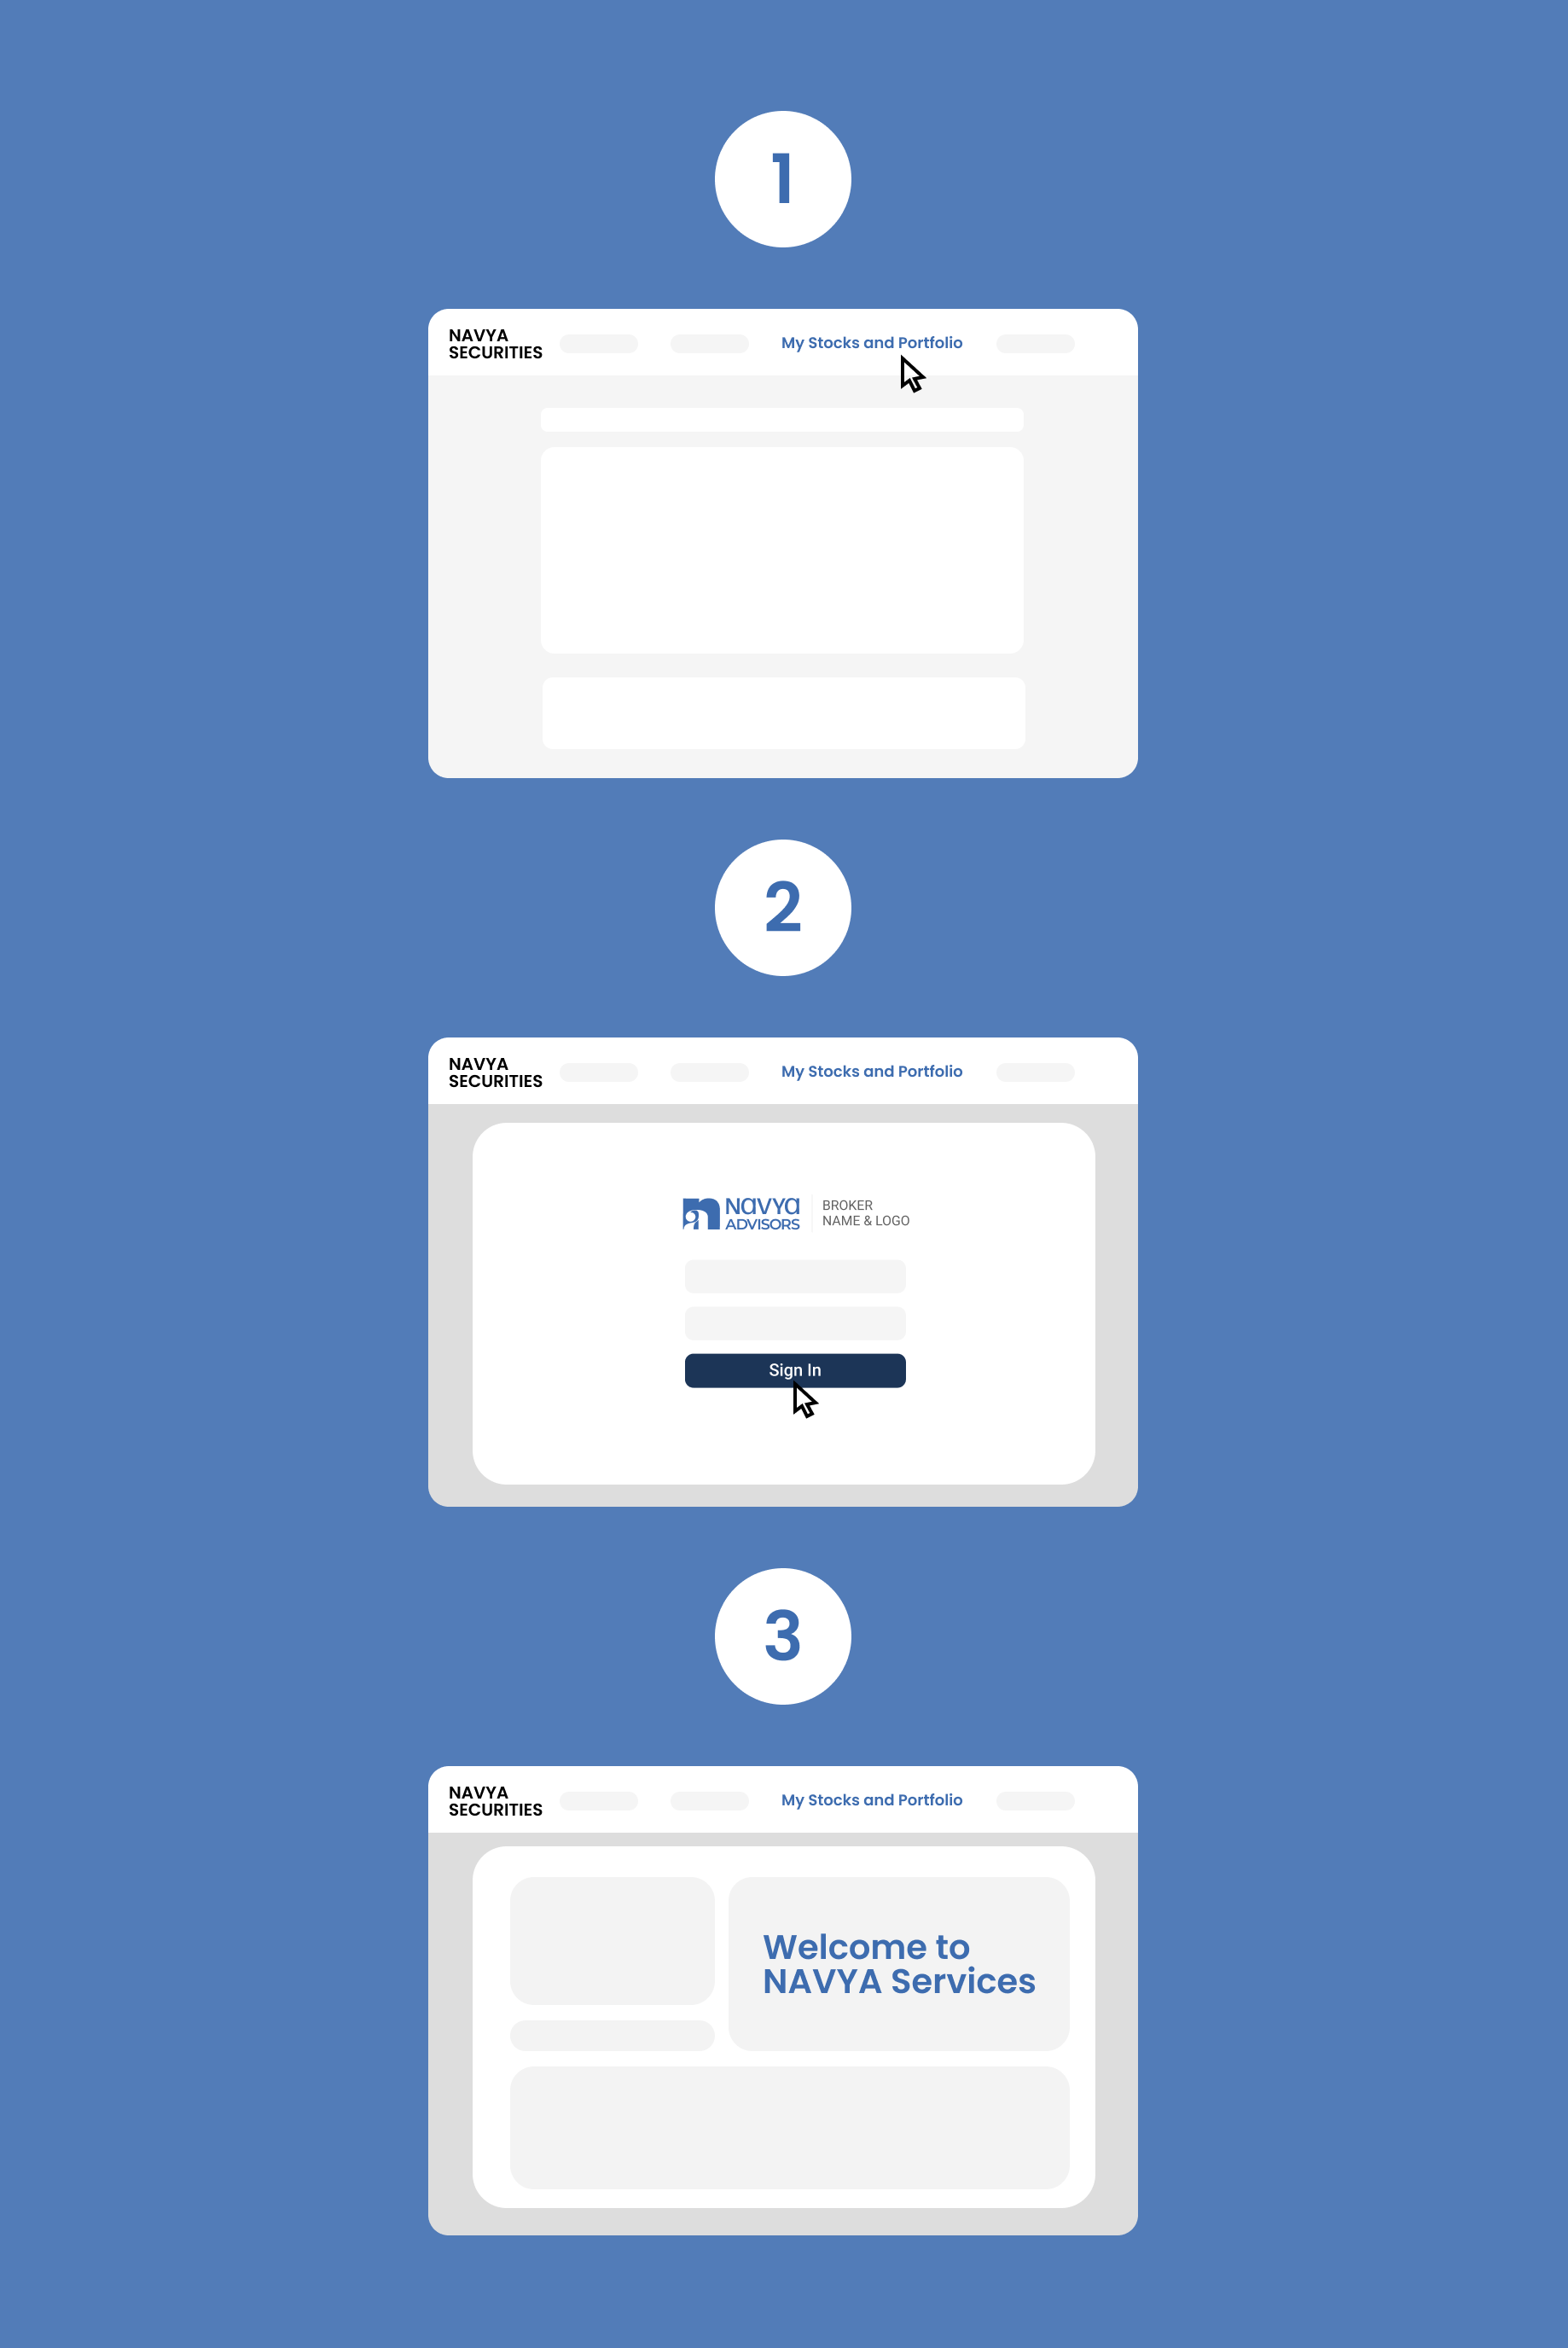 1
NAVYA
SECURITIES
My Stocks and Portfolio
2
NAVYA
SECURITIES
My Stocks and Portfolio
n NAVYA
ADVISORS
BROKER
NAME & LOGO
Sign In
3
NAVYA
SECURITIES
My Stocks and Portfolio
Welcome to
NAVYA Services